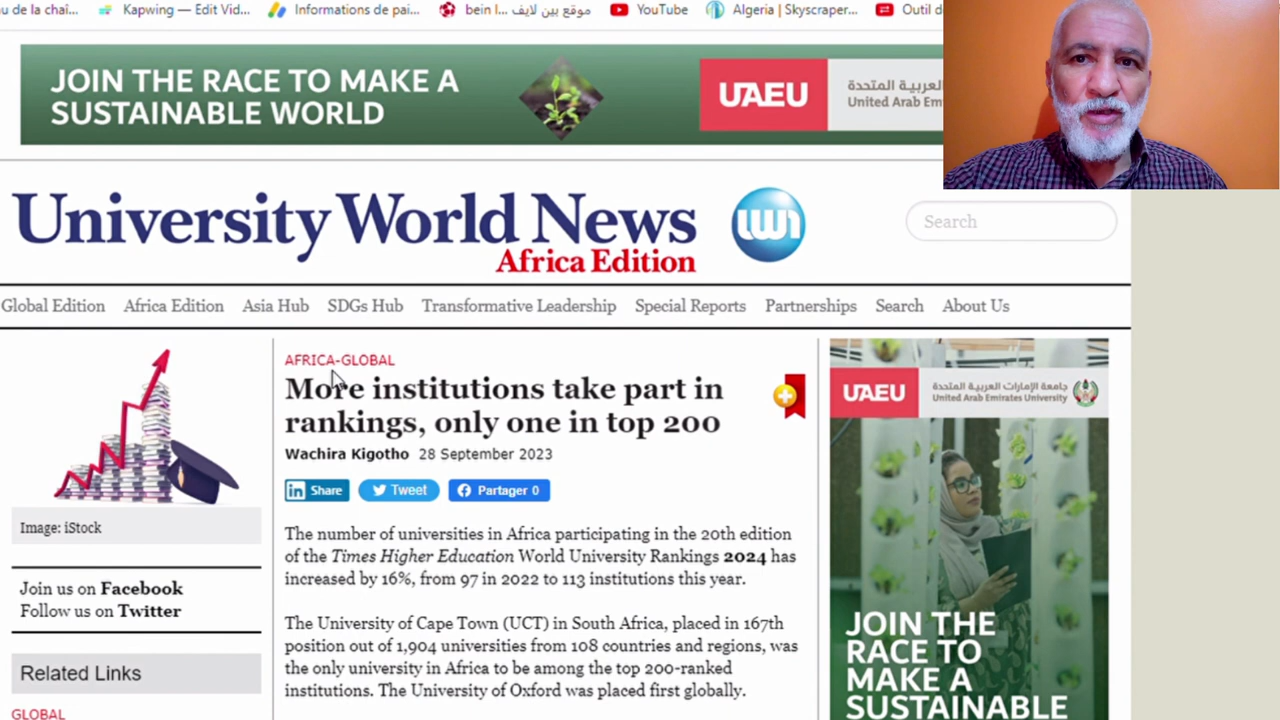 Kapwing — Edit Vid...
Informations de pai...
bein l... موقع بين لايف
YouTube
Algeria | Skyscraper...
JOIN THE RACE TO MAKE A
SUSTAINABLE WORLD
UAEU
العربية المتحدة
United Arab Em
University World News
Africa Edition
Search
Global Edition Africa Edition Asia Hub SDGs Hub Transformative Leadership Special Reports Partnerships Search About Us
AFRICA-GLOBAL
More institutions take part in
rankings, only one in top 200
Wachira Kigotho 28 September 2023
Share Tweet Partager 0
Image: iStock
The number of universities in Africa participating in the 20th edition
of the Times Higher Education World University Rankings 2024 has
increased by 16%, from 97 in 2022 to 113 institutions this year.
Join us on Facebook
Follow us on Twitter
The University of Cape Town (UCT) in South Africa, placed in 167th
position out of 1,904 universities from 108 countries and regions, was
the only university in Africa to be among the top 200-ranked
institutions. The University of Oxford was placed first globally.
Related Links
GLOBAL
UAEU
جامعة الإمارات العربية المتحدة
United Arab Emirates University
JOIN THE
RACE TO
MAKE A
SUSTAINABLE